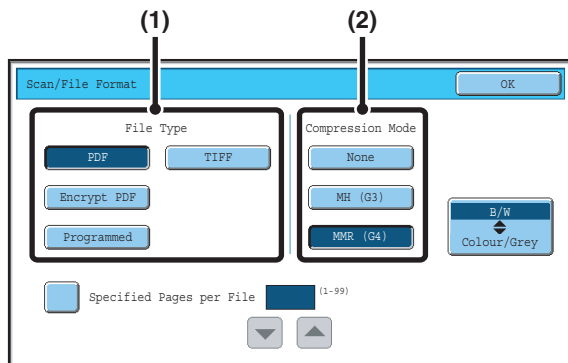 (1) (2)
Scan/File Format OK
File Type Compression Mode
PDF TIFF None
Encrypt PDF MH (G3)
B/W
Programmed MMR (G4)
Colour/Grey
Specified Pages per File (1-99)